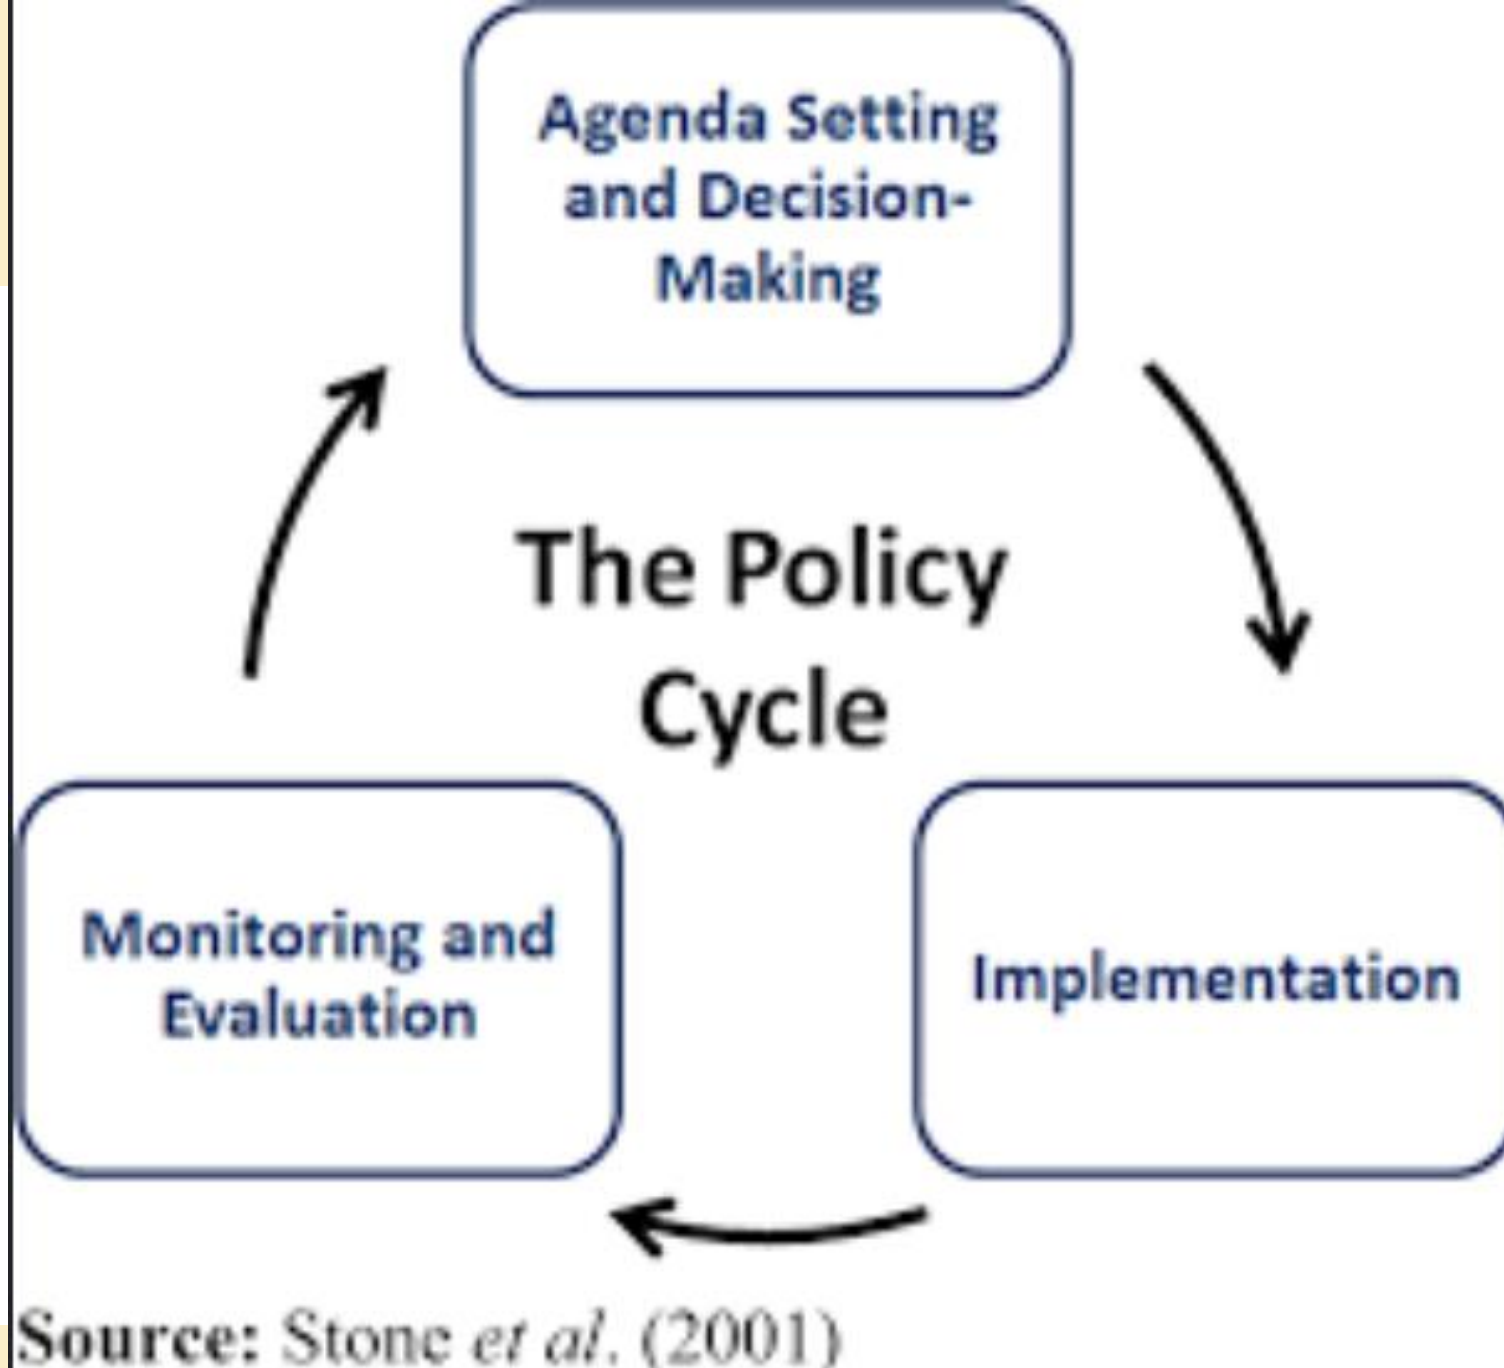 Agenda Setting
and Decision-
Making
The Policy
Cycle
Monitoring and
Evaluation
Implementation
Source: Stone et al. (2001)